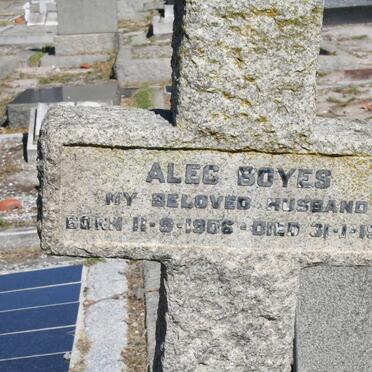 ALEC BOYES
MY BELOVED HUSBAND
BORN 11-9-1906 - DIED 31-1-19